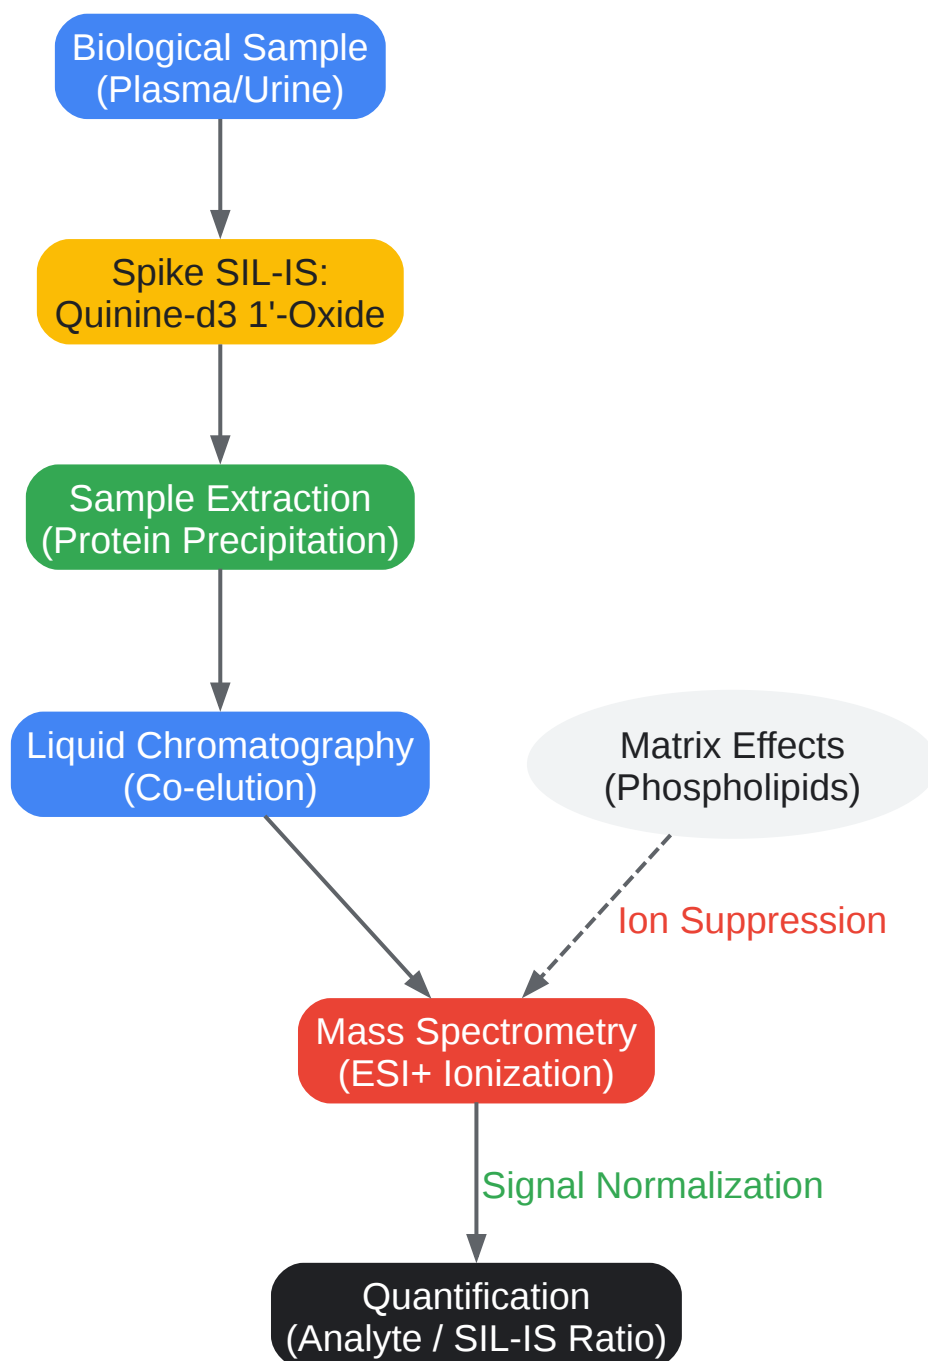 Biological Sample
(Plasma/Urine)
Spike SIL-IS:
Quinine-d3 1'-Oxide
Sample Extraction
(Protein Precipitation)
Liquid Chromatography
(Co-elution)
Matrix Effects
(Phospholipids)
Ion Suppression
Mass Spectrometry
(ESI+ Ionization)
Signal Normalization
Quantification
(Analyte / SIL-IS Ratio)